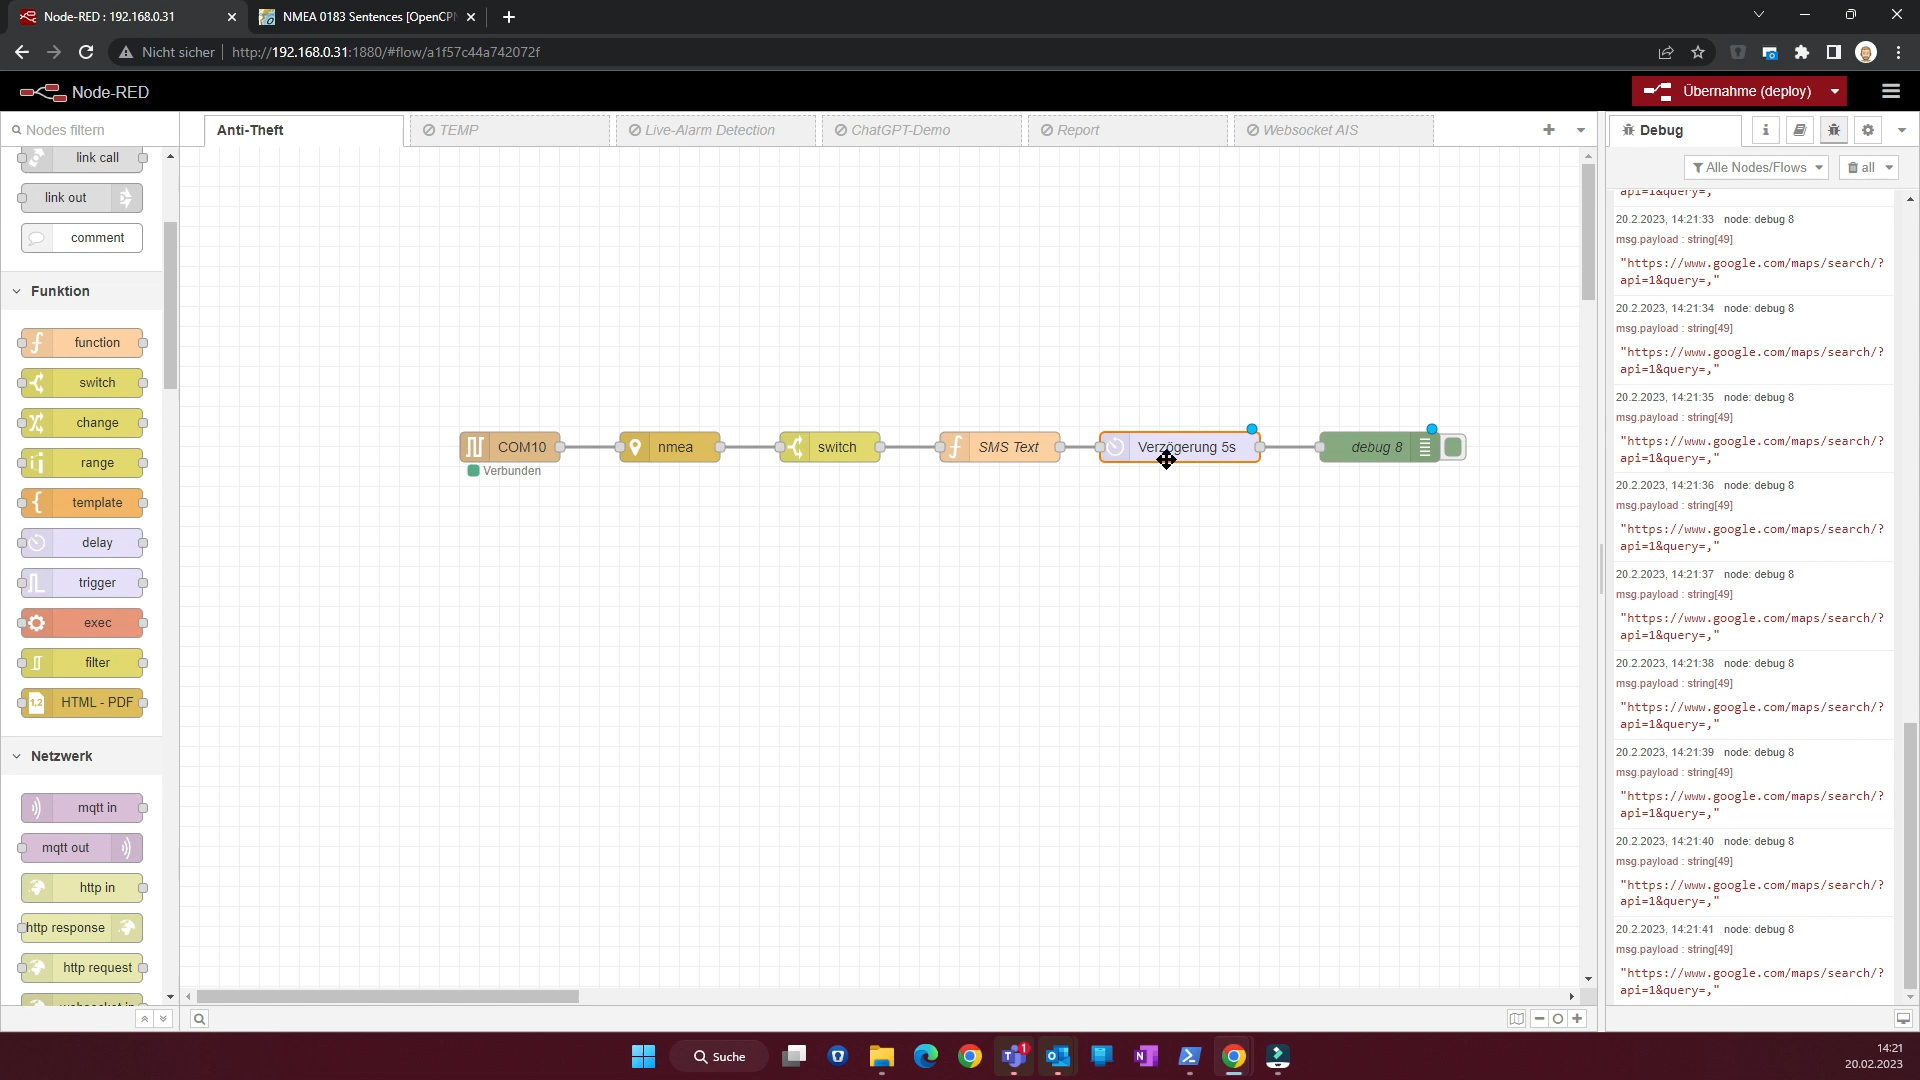 Node-RED : 192.168.0.31
NMEA 0183 Sentences [OpenCPN
Nicht sicher
http://192.168.0.31:1880/#flow/a1f57c44a742072f
Node-RED
Übernahme (deploy)
Nodes filtern
Anti-Theft
TEMP
Live-Alarm Detection
ChatGPT-Demo
Report
Websocket AIS
Debug
Alle Nodes/Flows
all
link call
link out
comment
Funktion
function
switch
change
range
template
delay
trigger
exec
filter
1,2
HTML - PDF
Netzwerk
mqtt in
mqtt out
http in
http response
http request
COM10
Verbunden
nmea
switch
SMS Text
Verzögerung 5s
debug 8
api=1&query=,"
20.2.2023, 14:21:33 node: debug 8
msg.payload : string[49]
"https://www.google.com/maps/search/?
api=1&query=,"
20.2.2023, 14:21:34 node: debug 8
msg.payload : string[49]
"https://www.google.com/maps/search/?
api=1&query=,"
20.2.2023, 14:21:35 node: debug 8
msg.payload : string[49]
"https://www.google.com/maps/search/?
api=1&query=,"
20.2.2023, 14:21:36 node: debug 8
msg.payload : string[49]
"https://www.google.com/maps/search/?
api=1&query=,"
20.2.2023, 14:21:37 node: debug 8
msg.payload : string[49]
"https://www.google.com/maps/search/?
api=1&query=,"
20.2.2023, 14:21:38 node: debug 8
msg.payload : string[49]
"https://www.google.com/maps/search/?
api=1&query=,"
20.2.2023, 14:21:39 node: debug 8
msg.payload : string[49]
"https://www.google.com/maps/search/?
api=1&query=,"
20.2.2023, 14:21:40 node: debug 8
msg.payload : string[49]
"https://www.google.com/maps/search/?
api=1&query=,"
20.2.2023, 14:21:41 node: debug 8
msg.payload : string[49]
"https://www.google.com/maps/search/?
api=1&query=,"
Suche
1
14:21
20.02.2023